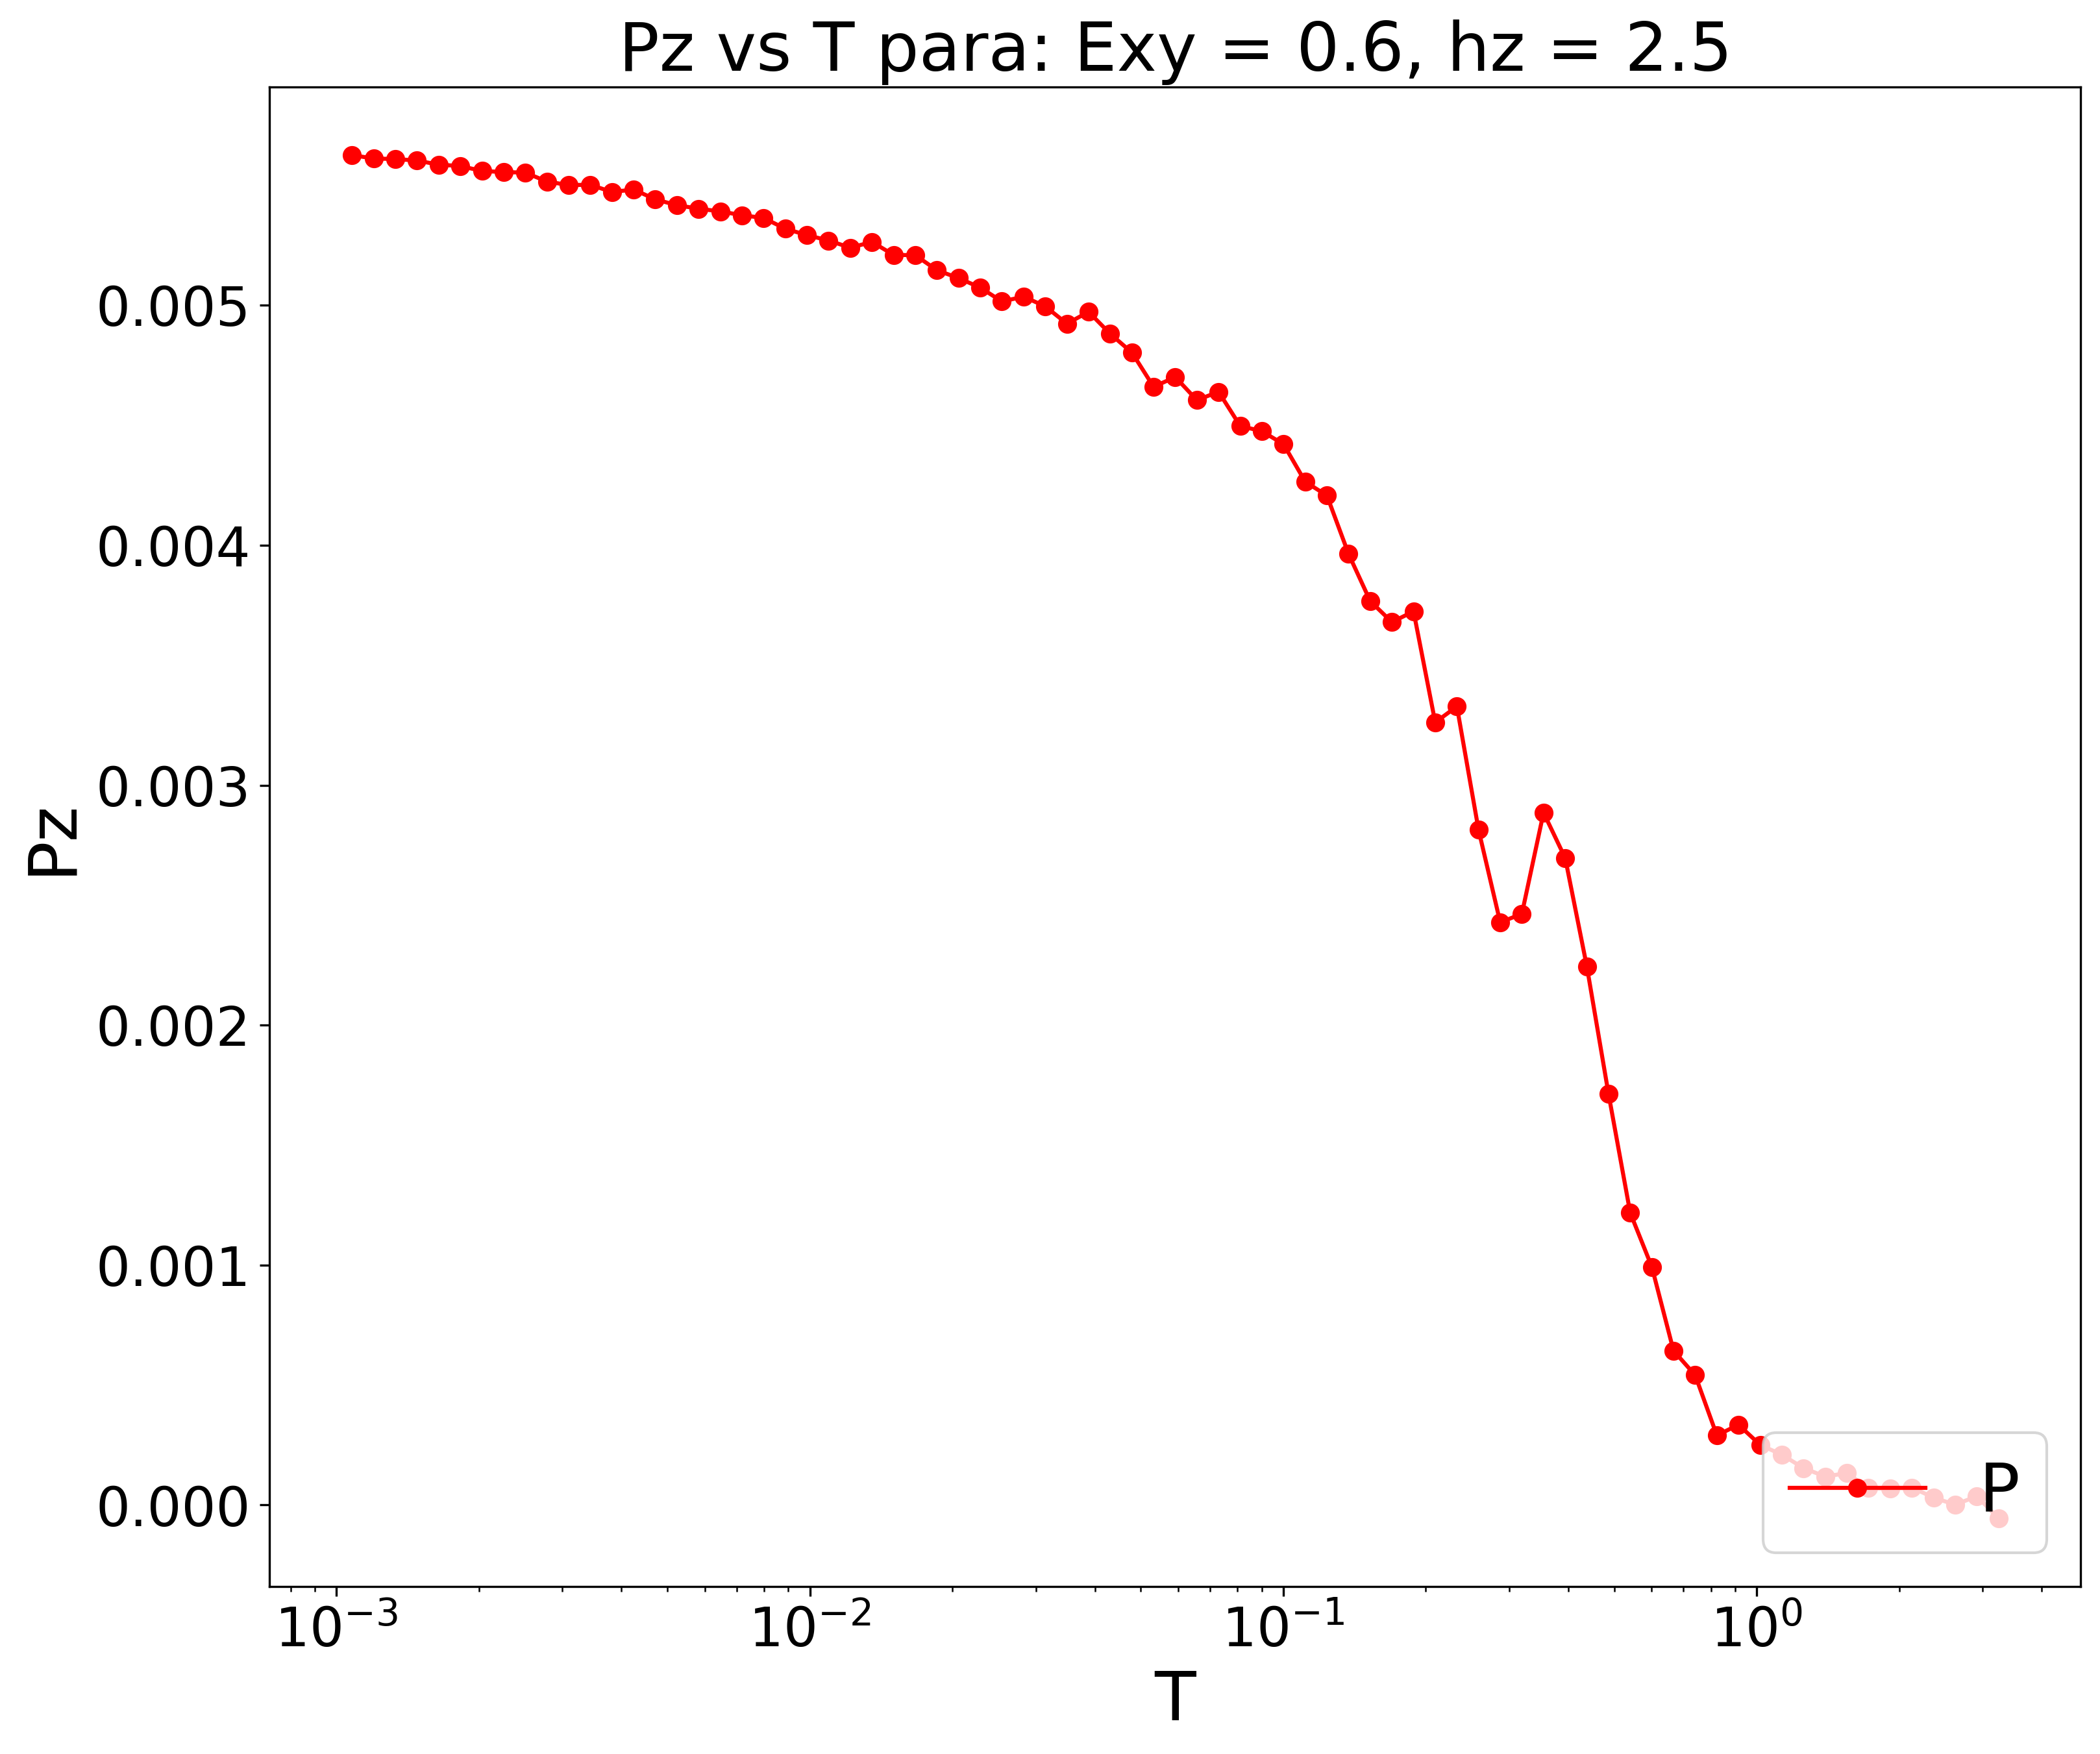 Pz vs T para: Exy = 0.6, hz = 2.5
Pz
0.005
0.004
0.003
0.002
0.001
0.000
P
10⁻³ 10⁻² 10⁻¹ 10⁰
T